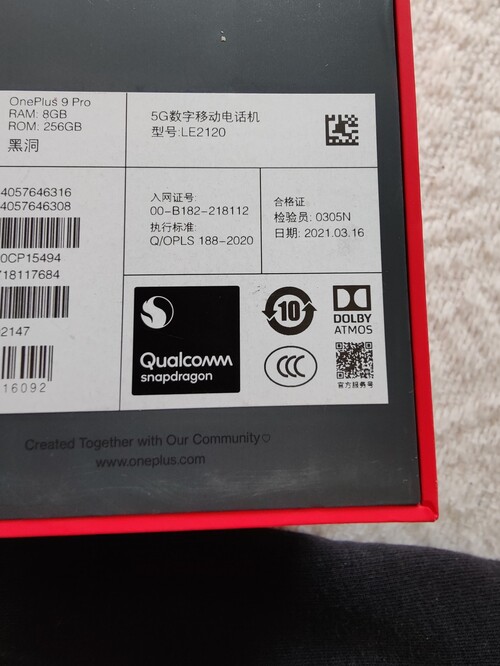 OnePlus 9 Pro
RAM: 8GB
ROM: 256GB
黑洞
5G数字移动电话机
型号:LE2120
4057646316
4057646308
0CP15494
718117684
2147
16092
入网证号:
00-B182-218112
执行标准:
Q/OPLS 188-2020
合格证
检验员: 0305N
日期: 2021.03.16
Qualcomm
snapdragon
10
CCC
DOLBY
ATMOS
官方服务号
Created Together with Our Community
www.oneplus.com